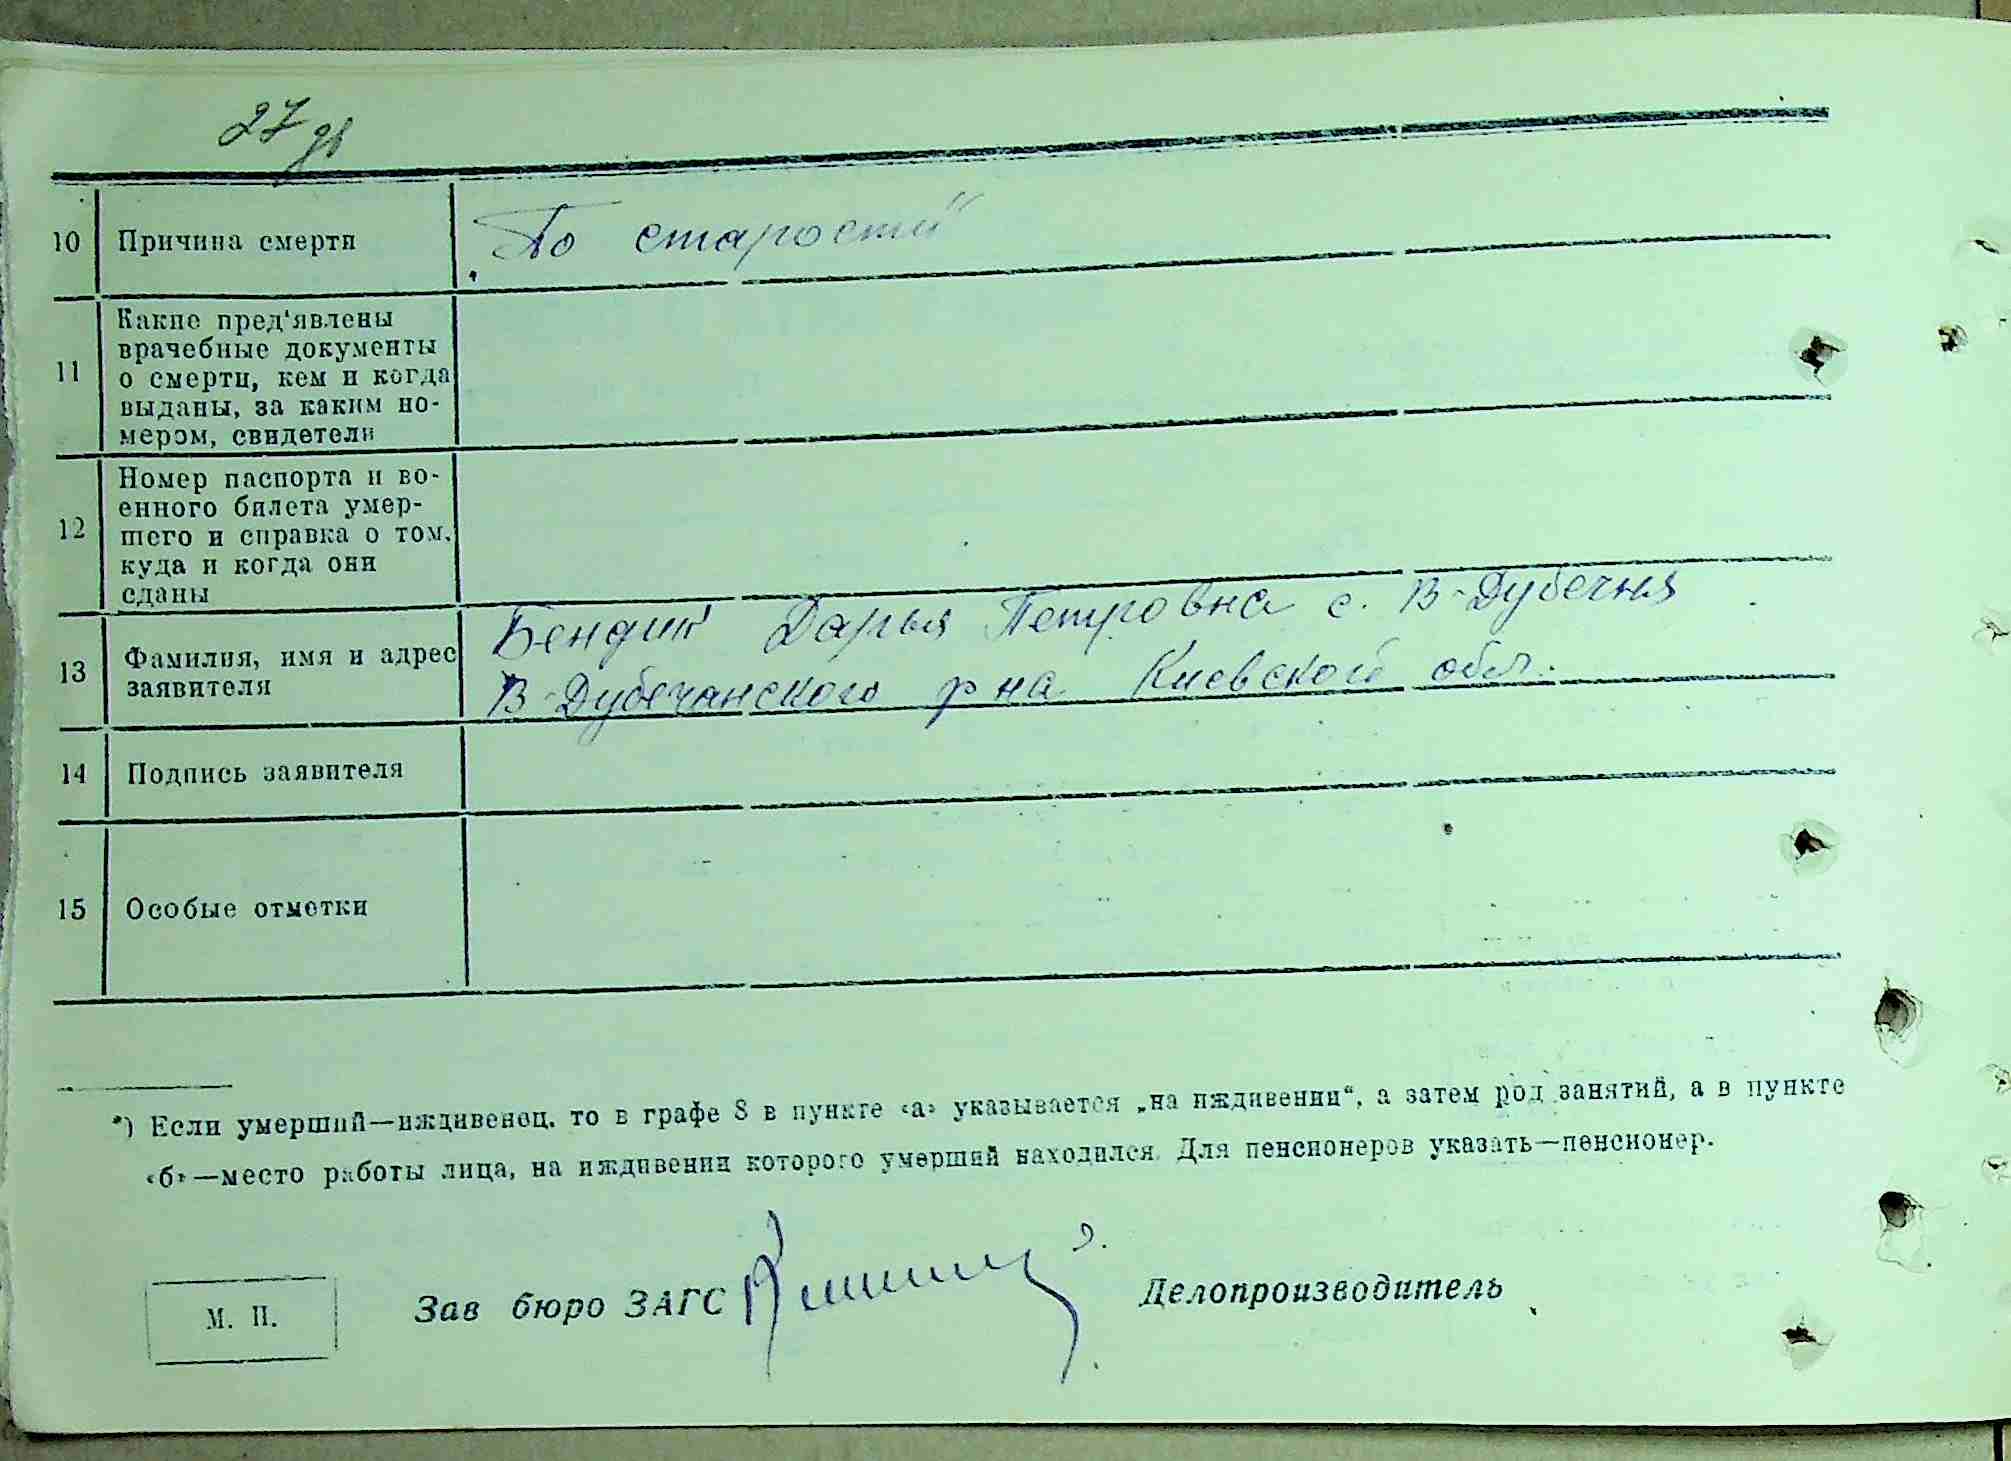 27
10 Причина смерти По старости
11 Какие пред'явлены
врачебные документы
о смерти, кем и когда
выданы, за каким но-
мером, свидетели
12 Номер паспорта и во-
енного билета умер-
шего и справка о том,
куда и когда они
сданы
13 Фамилия, имя и адрес заявителя
Бендик Дарья Петровна с. В-Дубечня
В-Дубечанского р на Киевской обл.
14 Подпись заявителя
15 Особые отметки
*) Если умерший—иждивенец, то в графе 8 в пункте «а» указывается „на иждивении“, а затем род занятий, а в пункте
«б»—место работы лица, на иждивении которого умерший находился. Для пенсионеров указать—пенсионер.
М. П. Зав бюро ЗАГС Делопроизводитель